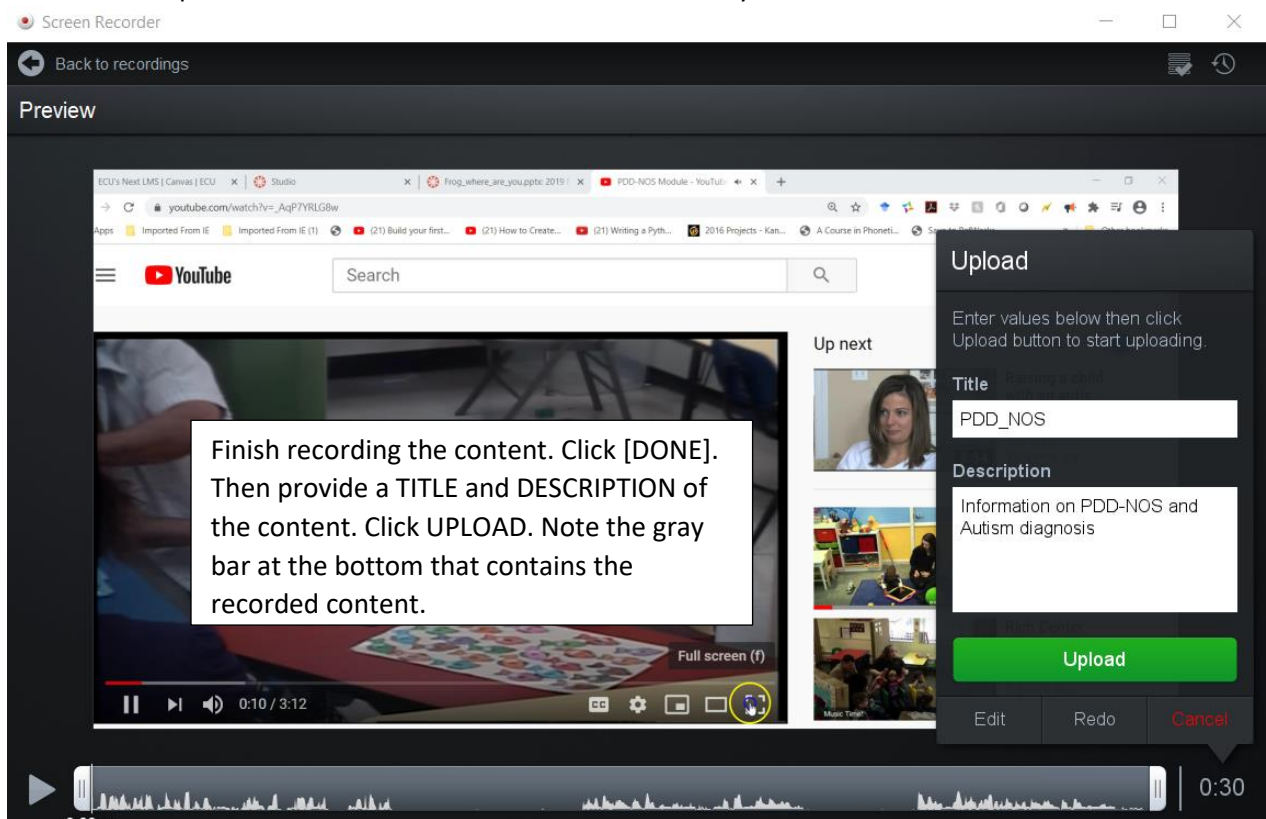 Screen Recorder
Back to recordings
Preview
ECU's Next LMS | Canvas | ECU
Studio
Frog_where_are_you.pptx: 2019
PDD-NOS Module - YouTub
youtube.com/watch?v=_AqP7YRLG8w
Apps
Imported From IE
Imported From IE (1)
(21) Build your first...
(21) How to Create...
(21) Writing a Pyth...
2016 Projects - Kan...
A Course in Phoneti...
YouTube
Search
Up next
Finish recording the content. Click [DONE].
Then provide a TITLE and DESCRIPTION of
the content. Click UPLOAD. Note the gray
bar at the bottom that contains the
recorded content.
Full screen (f)
0:10 / 3:12
CC
Music Time!
Upload
Enter values below then click
Upload button to start uploading.
Title
PDD_NOS
Description
Information on PDD-NOS and
Autism diagnosis
Upload
Edit
Redo
Cancel
0:30